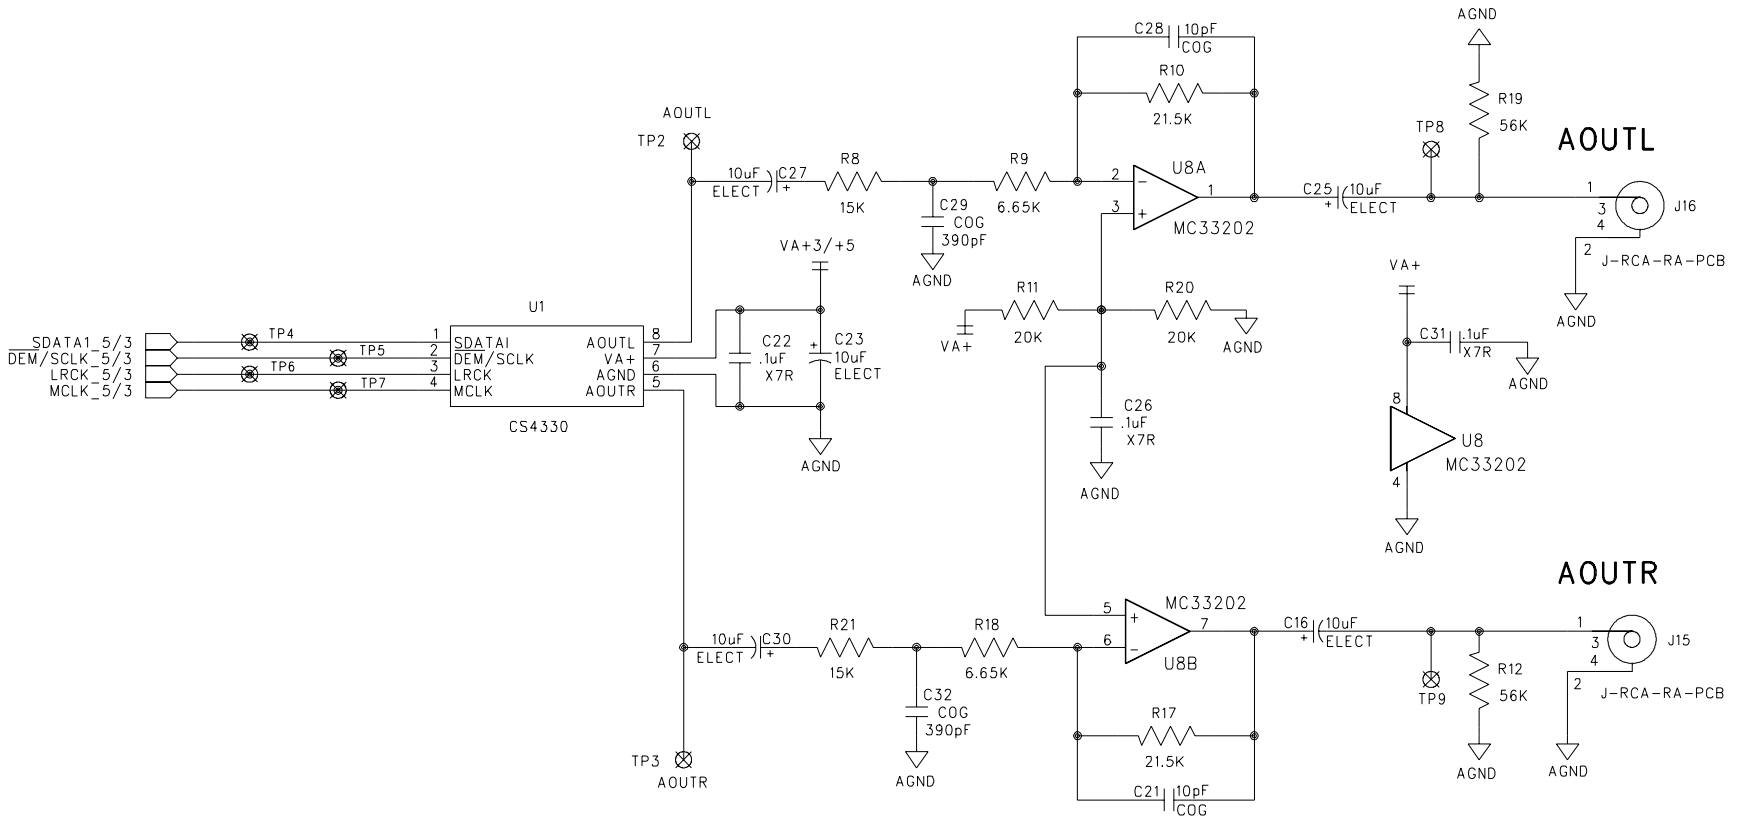 AOUTL
TP2
10uF C27
ELECT +
R8
15K
C29
COG
390pF
AGND
R9
6.65K
C28 10pF
COG
R10
21.5K
U8A
2 −
3 +
1
MC33202
C25 10uF
+ ELECT
TP8
AGND
R19
56K
AOUTL
1
3
4
2
J16
J-RCA-RA-PCB
AGND
VA+3/+5
C22
.1uF
X7R
+ C23
10uF
ELECT
AGND
R11
20K
VA+
R20
20K
AGND
C26
.1uF
X7R
AGND
VA+
C31 .1uF
X7R
AGND
8
U8
MC33202
4
AGND
U1
SDATA1_5/3 TP4 1 SDATAI AOUTL 8
DEM/SCLK_5/3 TP5 2 DEM/SCLK VA+ 7
LRCK_5/3 TP6 3 LRCK AGND 6
MCLK_5/3 TP7 4 MCLK AOUTR 5
CS4330
10uF C30
ELECT +
R21
15K
C32
COG
390pF
AGND
R18
6.65K
MC33202
5 +
6 −
7
U8B
R17
21.5K
C21 10pF
COG
C16 10uF
+ ELECT
TP9
R12
56K
AGND
AOUTR
1
3
4
2
J15
J-RCA-RA-PCB
AGND
TP3
AOUTR